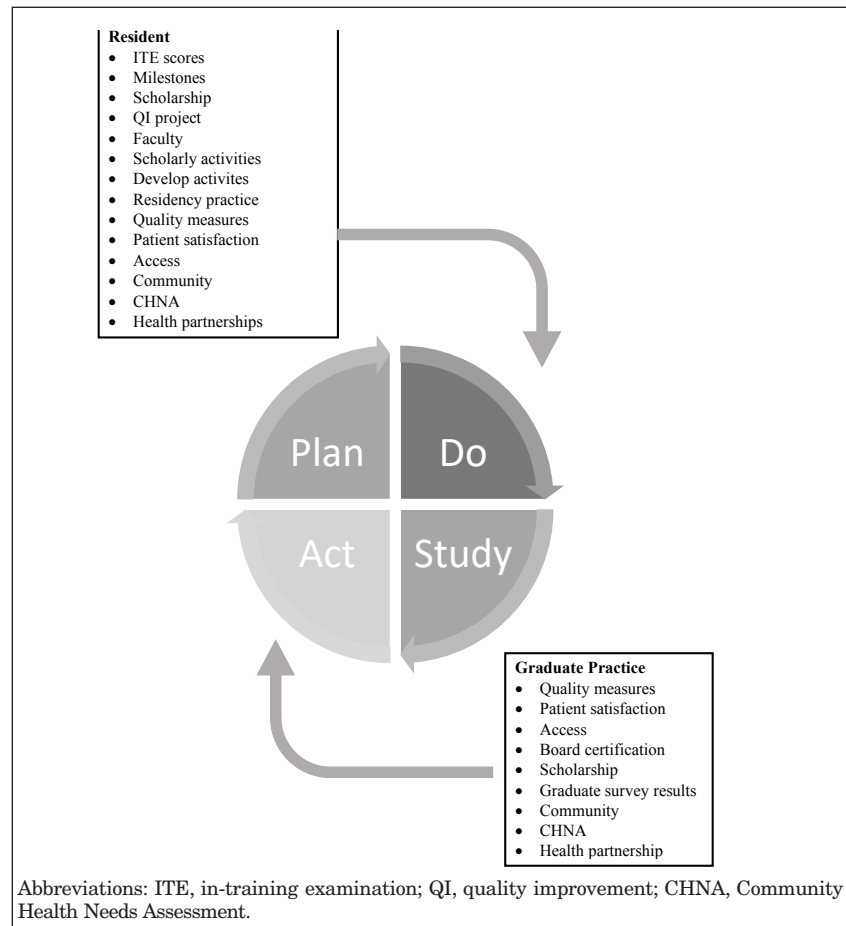 Resident
• ITE scores
• Milestones
• Scholarship
• QI project
• Faculty
• Scholarly activities
• Develop activites
• Residency practice
• Quality measures
• Patient satisfaction
• Access
• Community
• CHNA
• Health partnerships
Plan
Do
Act
Study
Graduate Practice
• Quality measures
• Patient satisfaction
• Access
• Board certification
• Scholarship
• Graduate survey results
• Community
• CHNA
• Health partnership
Abbreviations: ITE, in-training examination; QI, quality improvement; CHNA, Community
Health Needs Assessment.